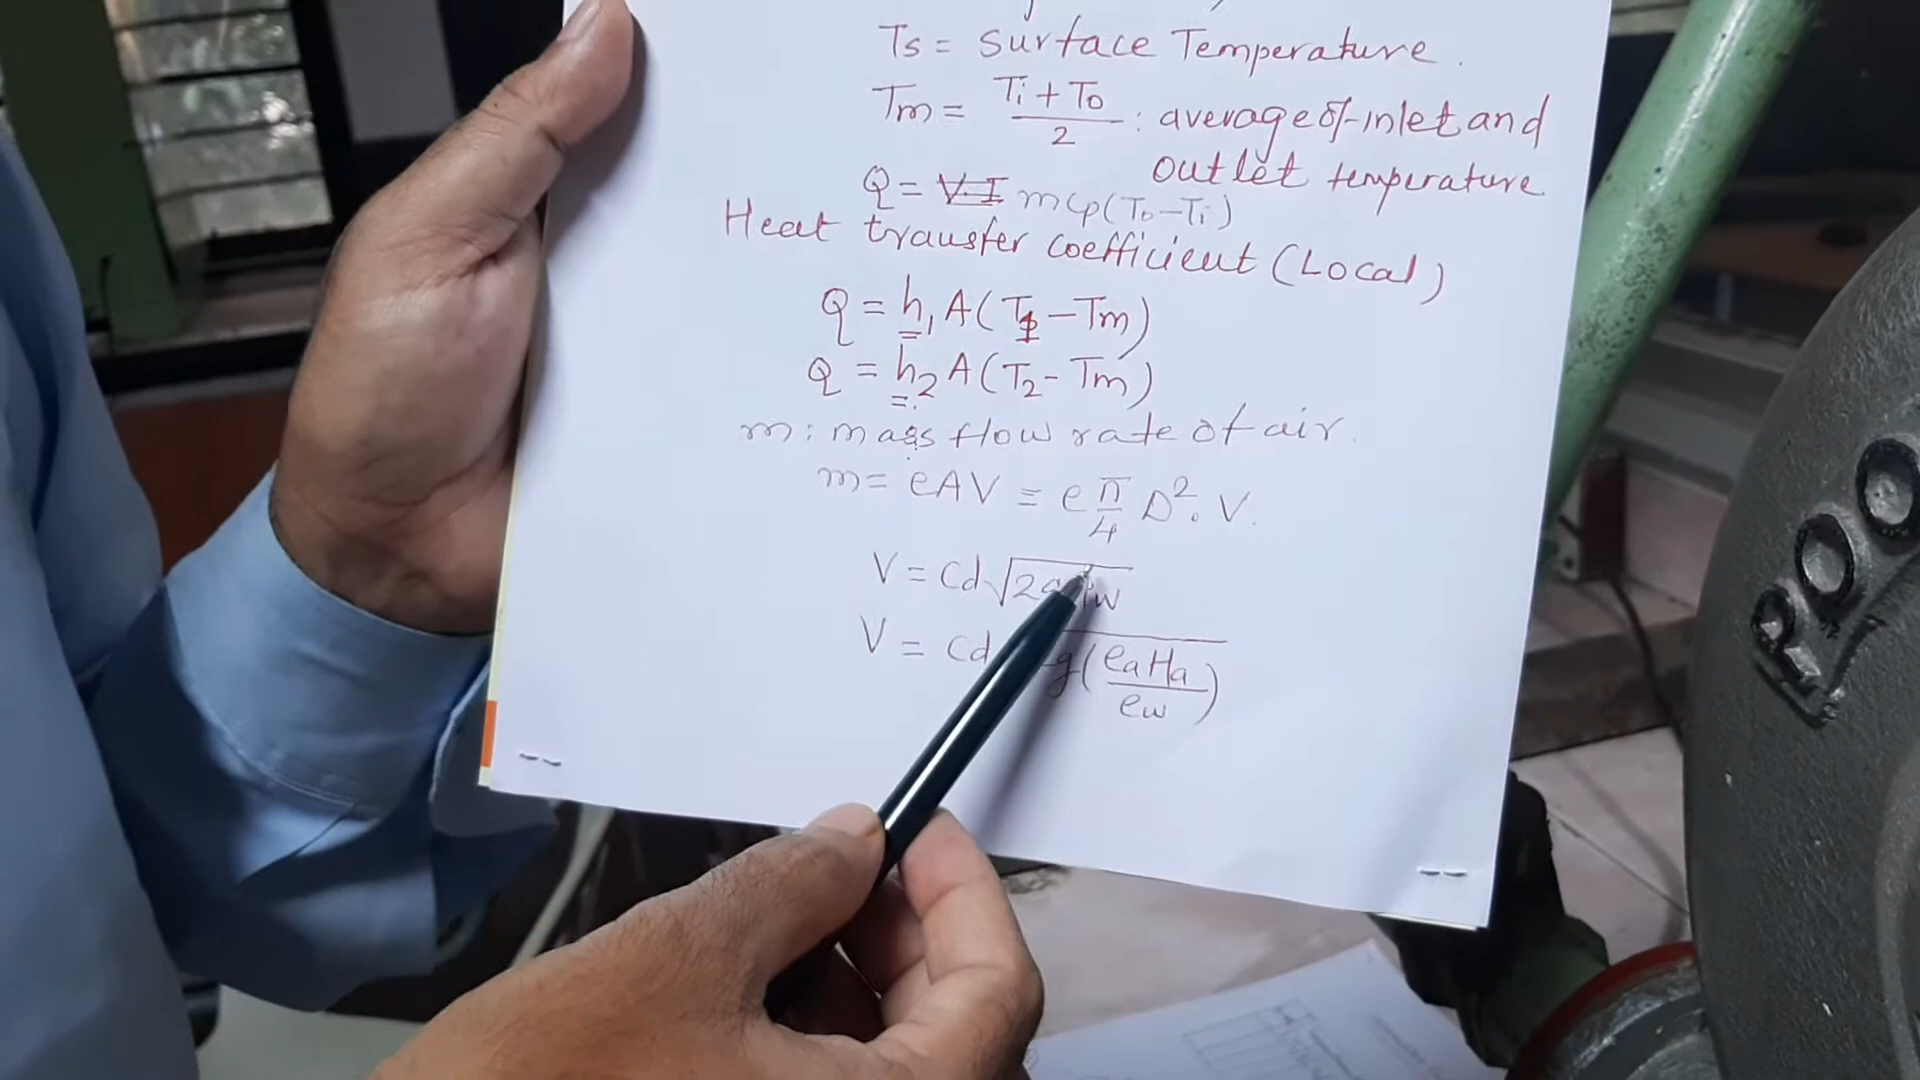 Ts = Surface Temperature.
Tm = Ti + To / 2 : average of inlet and
outlet temperature
Q = V.I mCp(To-Ti)
Heat transfer coefficient (Local)
Q = h1 A (T1 - Tm)
Q = h2 A (T2 - Tm)
m : mass flow rate of air.
m = ρAV = ρ π/4 D². V.
V = Cd √2
V = Cd g(ρaHa / ρw)